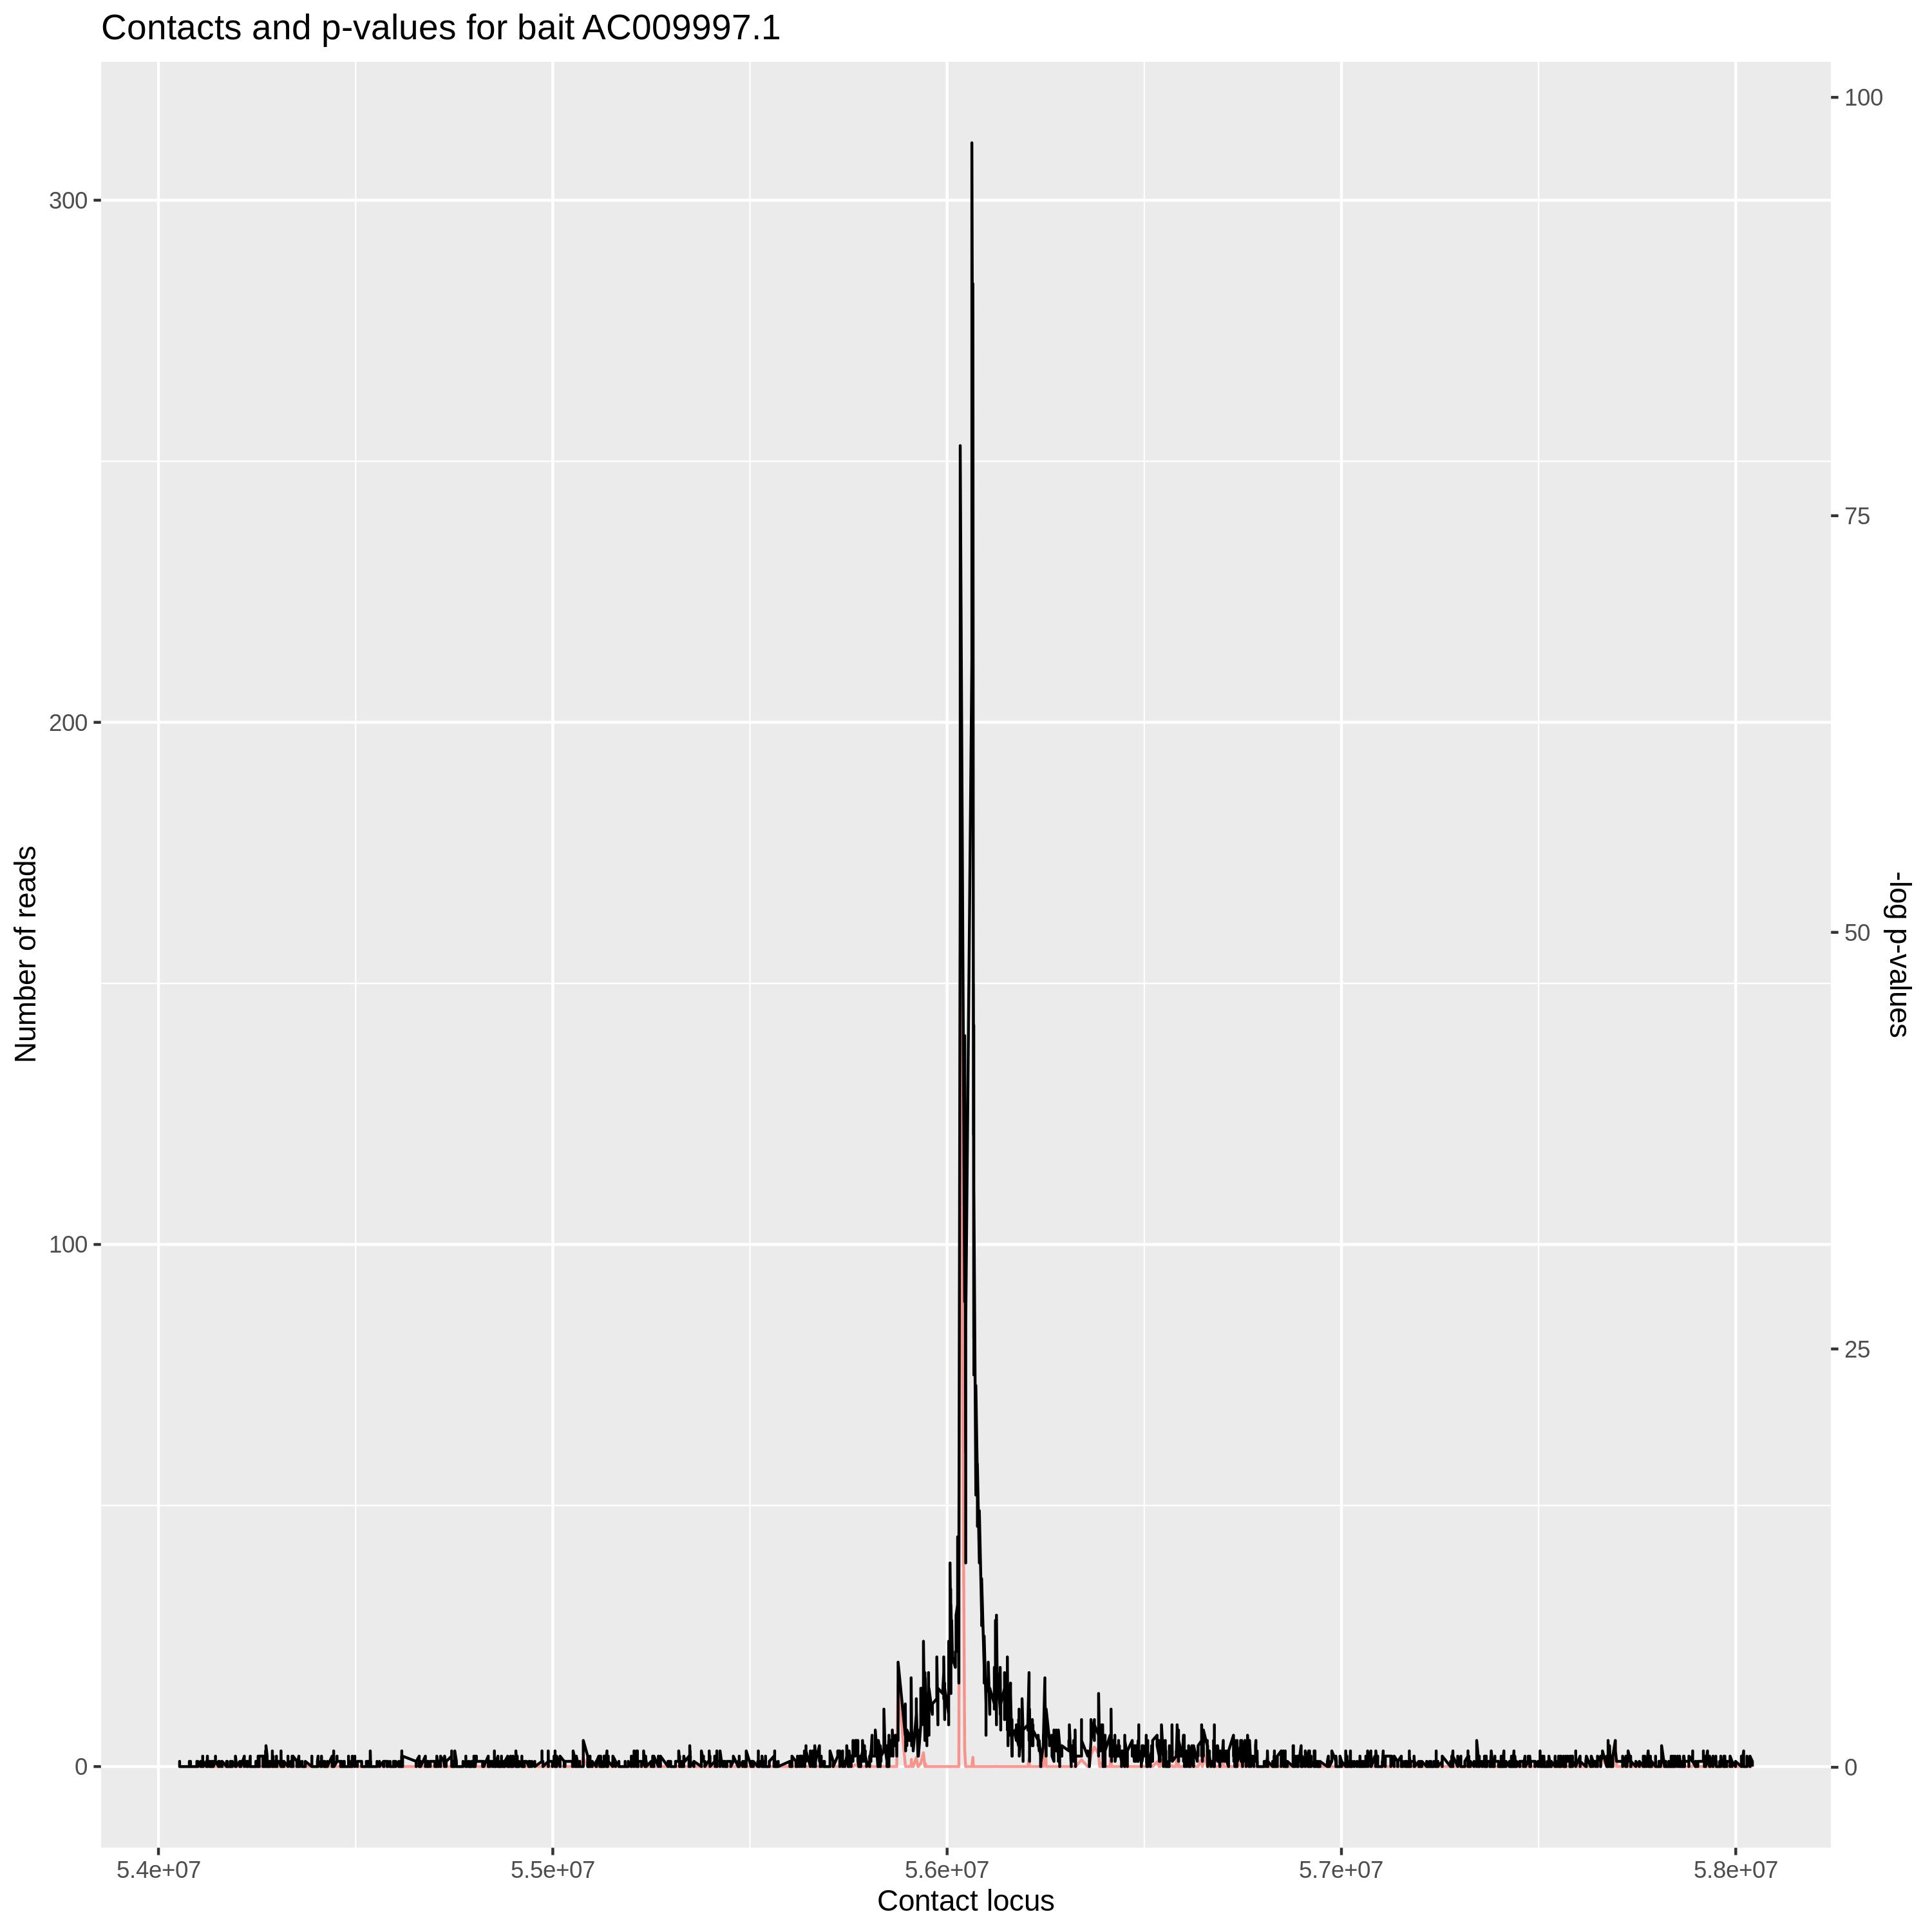 Contacts and p-values for bait AC009997.1
300
200
100
0
Number of reads
100
75
50
25
0
-log p-values
5.4e+07 5.5e+07 5.6e+07 5.7e+07 5.8e+07
Contact locus